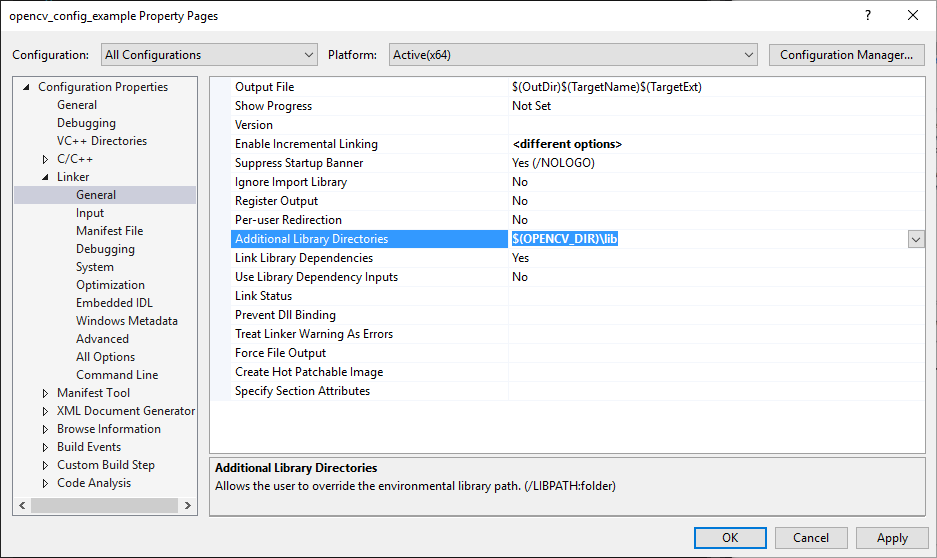 opencv_config_example Property Pages
?
Configuration: All Configurations Platform: Active(x64) Configuration Manager...
Configuration Properties
General
Debugging
VC++ Directories
C/C++
Linker
General
Input
Manifest File
Debugging
System
Optimization
Embedded IDL
Windows Metadata
Advanced
All Options
Command Line
Manifest Tool
XML Document Generator
Browse Information
Build Events
Custom Build Step
Code Analysis
Output File $(OutDir)$(TargetName)$(TargetExt)
Show Progress Not Set
Version
Enable Incremental Linking <different options>
Suppress Startup Banner Yes (/NOLOGO)
Ignore Import Library No
Register Output No
Per-user Redirection No
Additional Library Directories $(OPENCV_DIR)\lib
Link Library Dependencies Yes
Use Library Dependency Inputs No
Link Status
Prevent Dll Binding
Treat Linker Warning As Errors
Force File Output
Create Hot Patchable Image
Specify Section Attributes
Additional Library Directories
Allows the user to override the environmental library path. (/LIBPATH:folder)
OK Cancel Apply